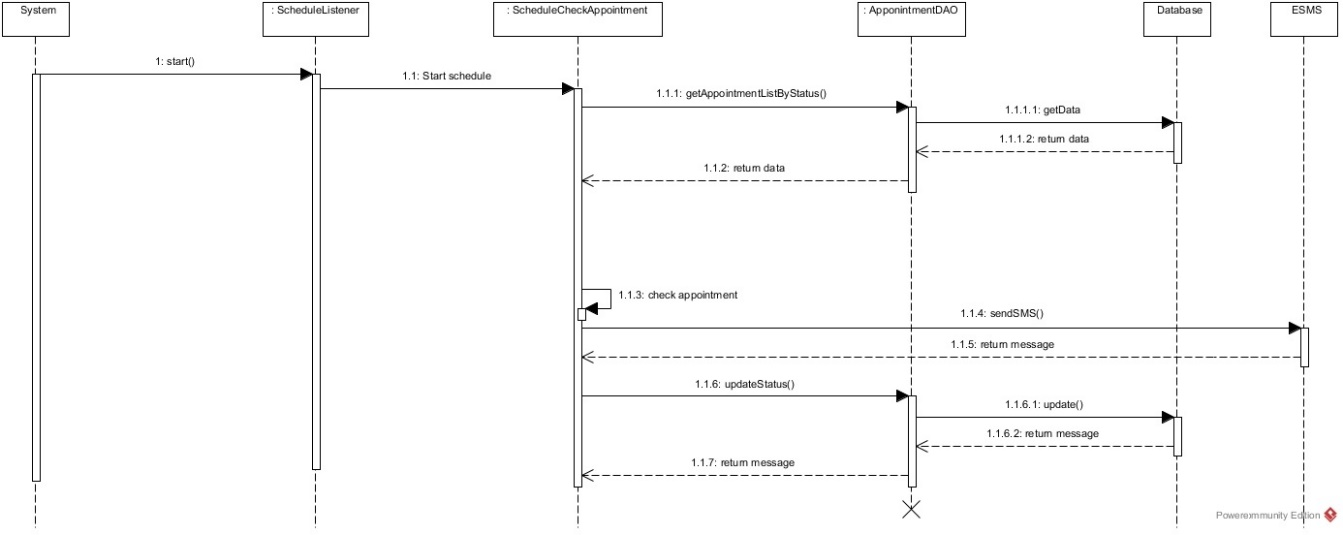 System
: ScheduleListener
: ScheduleCheckAppointment
: ApponintmentDAO
Database
ESMS
1: start()
1.1: Start schedule
1.1.1: getAppointmentListByStatus()
1.1.1.1: getData
1.1.1.2: return data
1.1.2: return data
1.1.3: check appointment
1.1.4: sendSMS()
1.1.5: return message
1.1.6: updateStatus()
1.1.6.1: update()
1.1.6.2: return message
1.1.7: return message
Powerexmmunity Edition